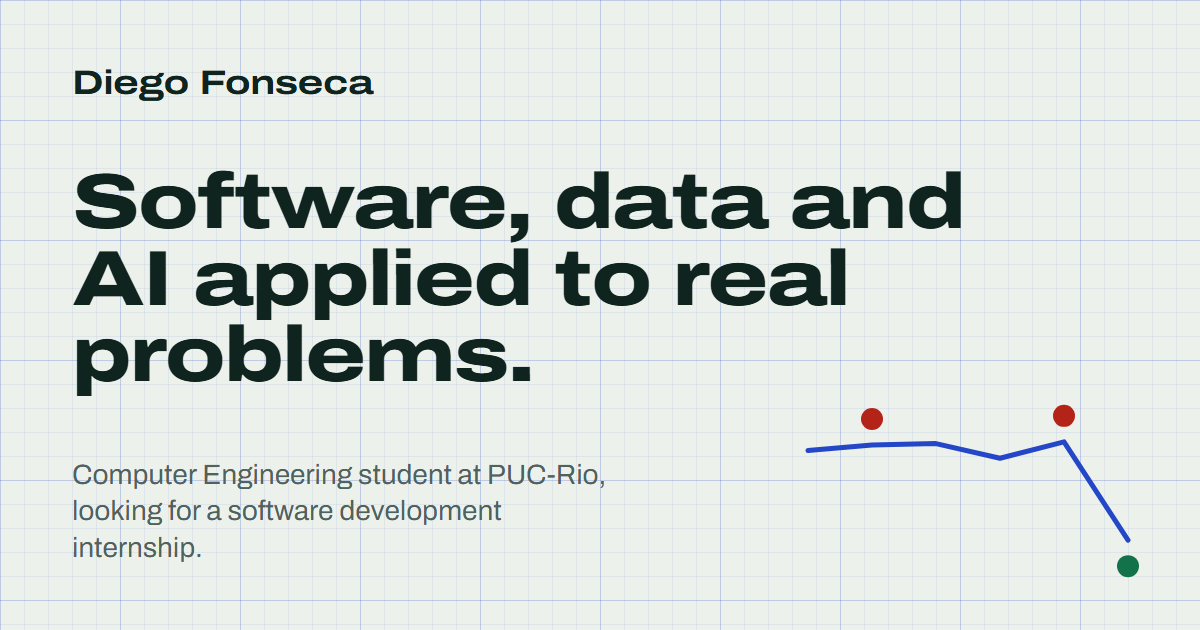 Diego Fonseca
Software, data and
AI applied to real
problems.
Computer Engineering student at PUC-Rio,
looking for a software development
internship.